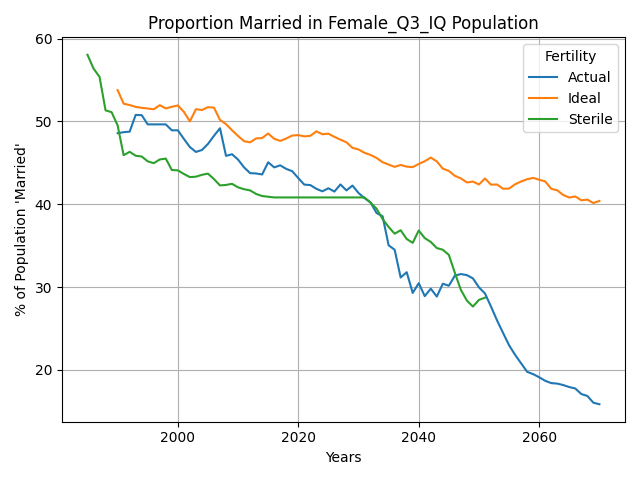 Proportion Married in Female_Q3_IQ Population
Fertility
Actual
Ideal
Sterile
% of Population 'Married'
60
50
40
30
20
2000
2020
2040
2060
Years